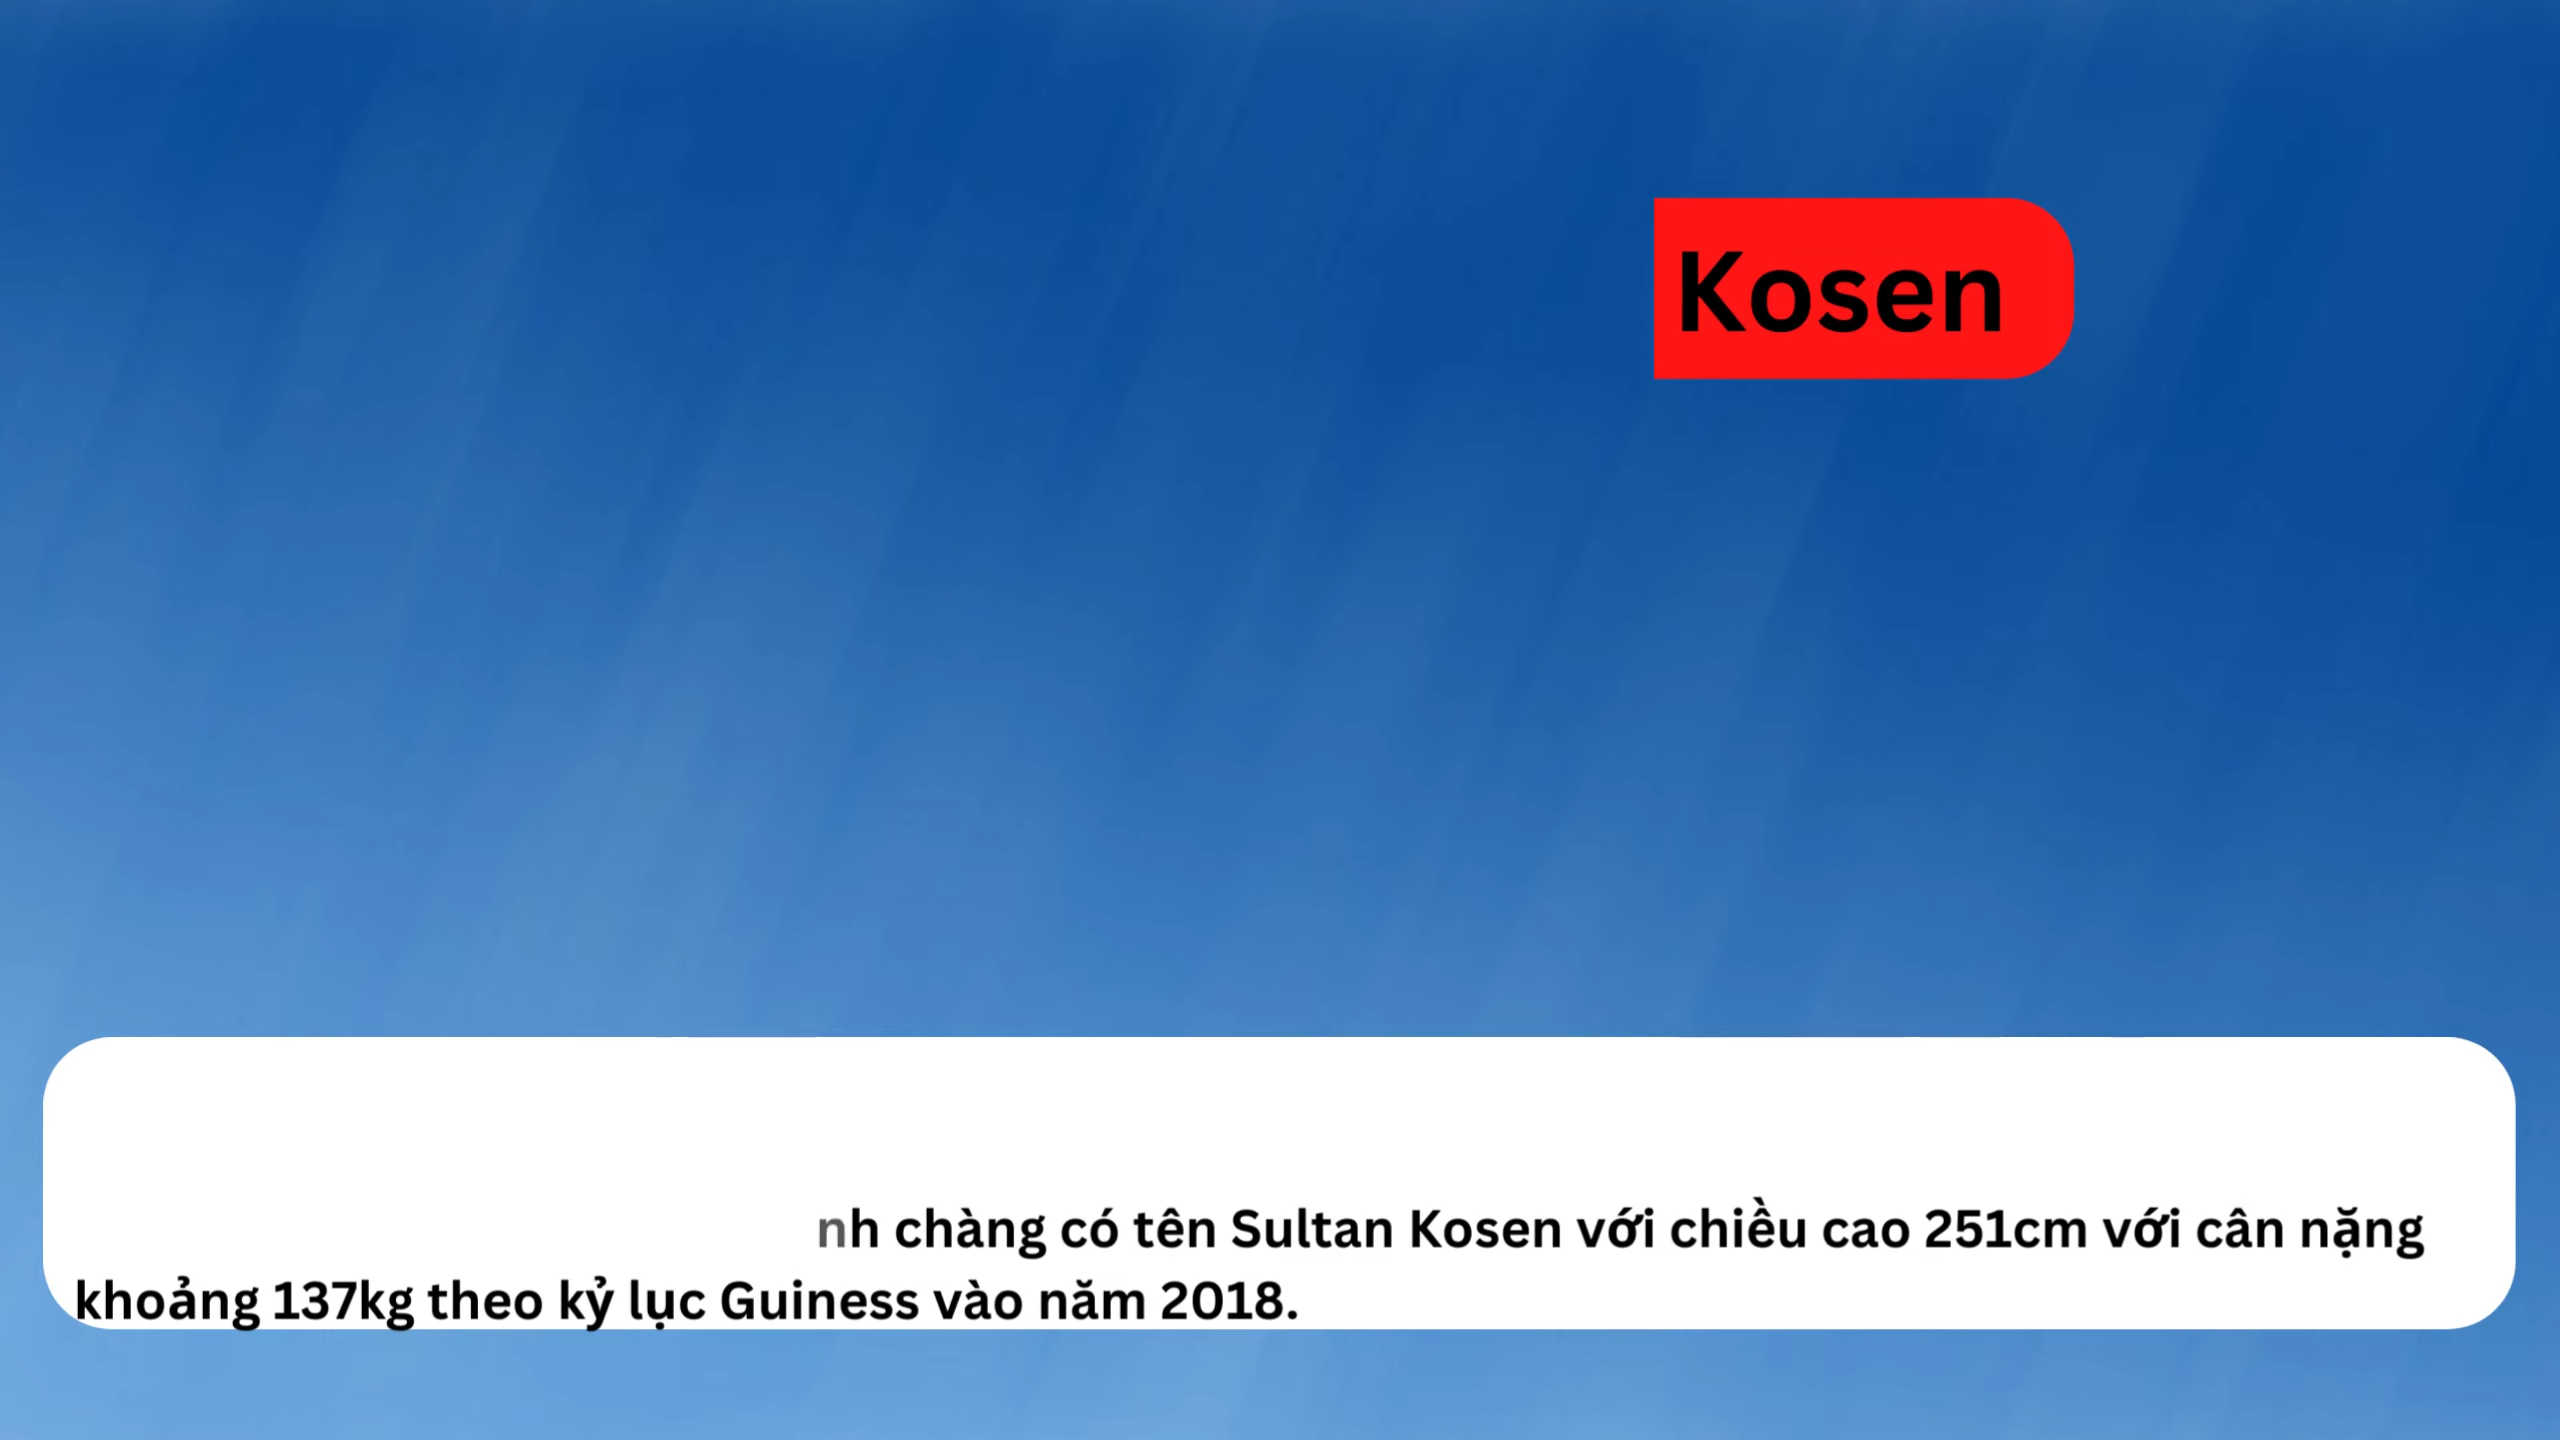 Kosen
nh chàng có tên Sultan Kosen với chiều cao 251cm với cân nặng
khoảng 137kg theo kỷ lục Guiness vào năm 2018.